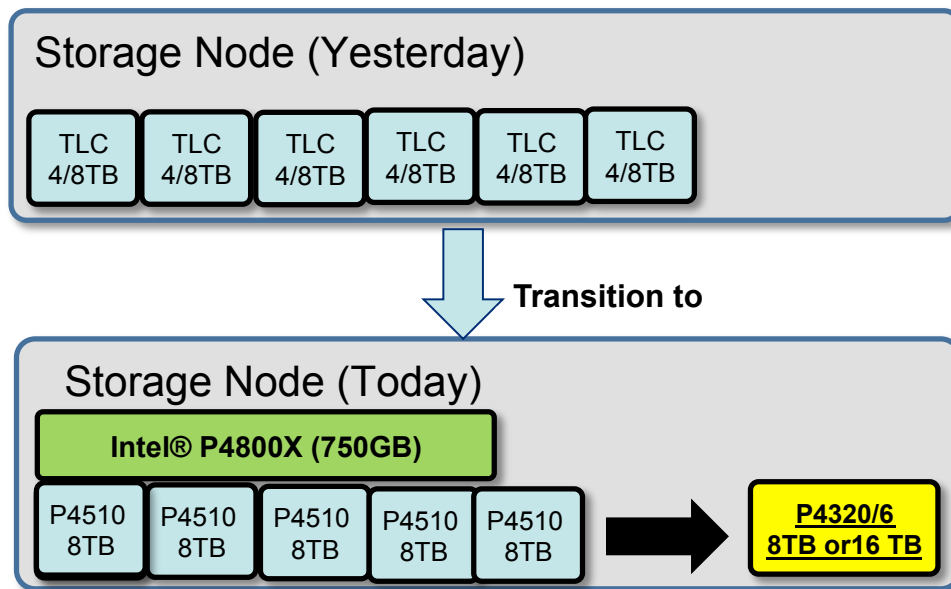 Storage Node (Yesterday)
TLC
4/8TB
TLC
4/8TB
TLC
4/8TB
TLC
4/8TB
TLC
4/8TB
TLC
4/8TB
Transition to
Storage Node (Today)
Intel® P4800X (750GB)
P4510
8TB
P4510
8TB
P4510
8TB
P4510
8TB
P4510
8TB
P4320/6
8TB or16 TB